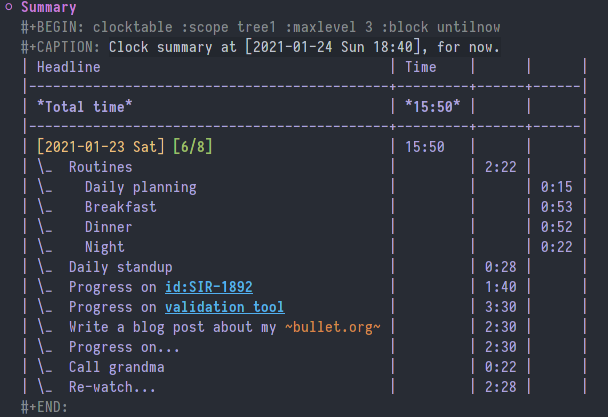 ○ Summary
#+BEGIN: clocktable :scope tree1 :maxlevel 3 :block untilnow
#+CAPTION: Clock summary at [2021-01-24 Sun 18:40], for now.
| Headline                                   | Time    |      |      |
|--------------------------------------------+---------+------+------|
| *Total time*                               | *15:50* |      |      |
|--------------------------------------------+---------+------+------|
| [2021-01-23 Sat] [6/8]                     | 15:50   |      |      |
| \_  Routines                               |         | 2:22 |      |
| \_    Daily planning                       |         |      | 0:15 |
| \_    Breakfast                            |         |      | 0:53 |
| \_    Dinner                               |         |      | 0:52 |
| \_    Night                                |         |      | 0:22 |
| \_  Daily standup                          |         | 0:28 |      |
| \_  Progress on id:SIR-1892                |         | 1:40 |      |
| \_  Progress on validation tool            |         | 3:30 |      |
| \_  Write a blog post about my ~bullet.org~ |         | 2:30 |      |
| \_  Progress on...                         |         | 2:30 |      |
| \_  Call grandma                           |         | 0:22 |      |
| \_  Re-watch...                            |         | 2:28 |      |
#+END: